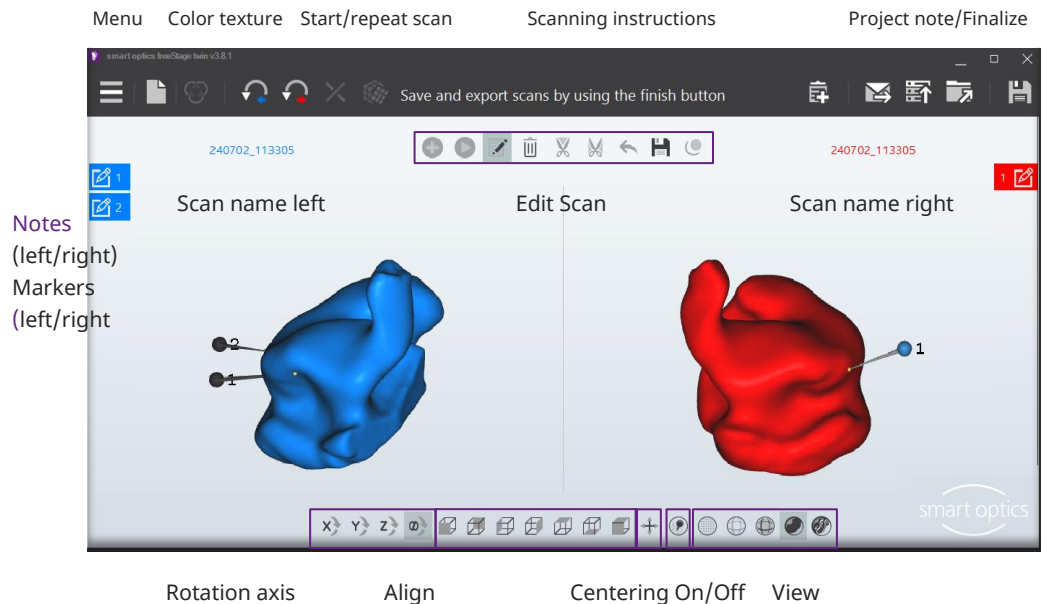 Menu Color texture Start/repeat scan Scanning instructions Project note/Finalize
smart optics freeStage twin v3.8.1
Save and export scans by using the finish button
240702_113305 240702_113305
1 1
2
Scan name left Edit Scan Scan name right
Notes
(left/right)
Markers
(left/right
2
1 1
smart optics
X Y Z
Rotation axis Align Centering On/Off View